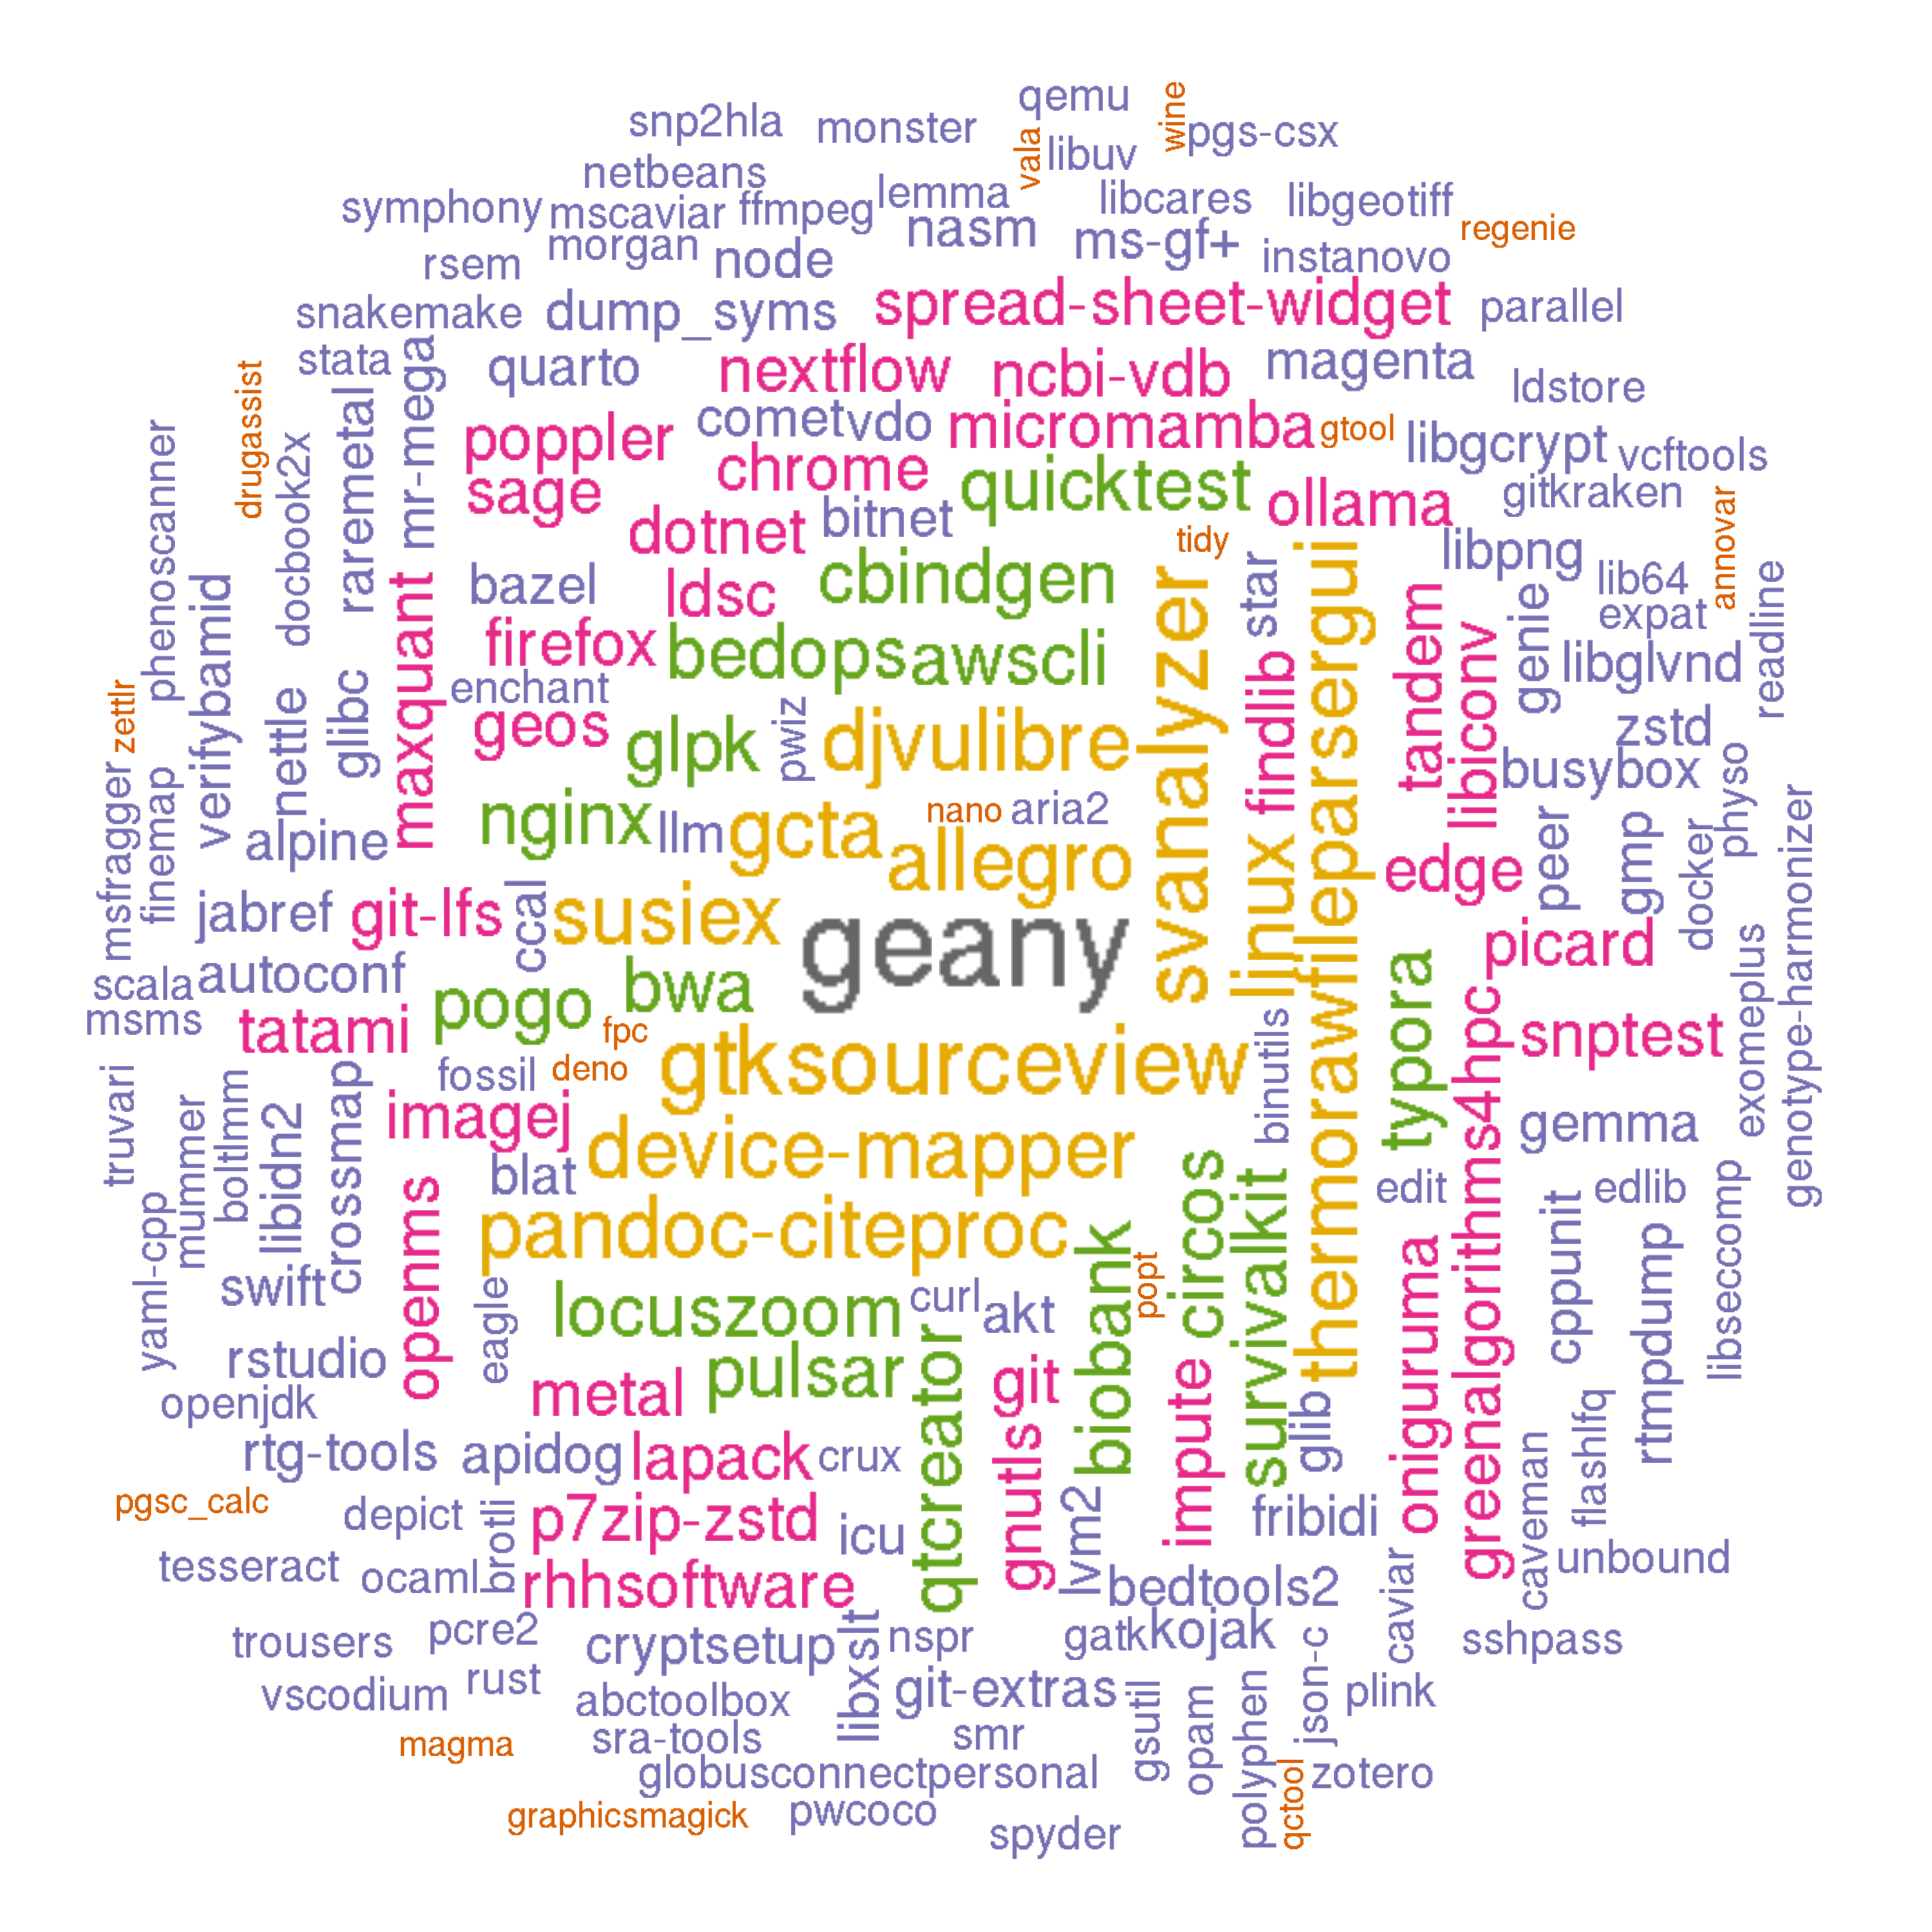 qemu
wine
snp2hla
monster
vala
libuv
pgs-csx
netbeans
lemma
libcares
libgeotiff
symphony
mscaviar
ffmpeg
nasm
ms-gf+
regenie
rsem
morgan
node
instanovo
snakemake
dump_syms
spread-sheet-widget
parallel
stata
mr-mega
quarto
nextflow
ncbi-vdb
magenta
ldstore
drugassist
raremetal
poppler
cometvdo
micromamba
gtool
libgcrypt
vcftools
phenoscanner
docbook2x
sage
chrome
quicktest
ollama
gitkraken
annovar
dotnet
bitnet
tidy
libpng
verifybamid
maxquant
bazel
ldsc
cbindgen
svanalyzer
star
thermorawfileparsergui
tandem
genie
lib64
expat
readline
firefox
bedops
awscli
findlib
libiconv
libglvnd
zettlr
nettle
glibc
enchant
geos
glpk
pwiz
djvulibre
zstd
busybox
physo
msfragger
finemap
alpine
nginx
llm
gcta
nano
aria2
allegro
linux
edge
peer
gmp
docker
genotype-harmonizer
jabref
git-lfs
ccal
susiex
geany
picard
exomeplus
scala
autoconf
pogo
bwa
typora
msms
tatami
fpc
gtksourceview
binutils
greenalgorithms4hpc
snptest
truvari
mummer
boltlmm
libidn2
crossmap
fossil
deno
imagej
device-mapper
gemma
yaml-cpp
openms
blat
circos
survivalkit
edit
cppunit
edlib
libseccomp
swift
pandoc-citeproc
biobank
popt
oniguruma
rtmpdump
eagle
locuszoom
curl
akt
rstudio
metal
pulsar
qtcreator
git
impute
glib
openjdk
flashlfq
rtg-tools
apidog
lapack
crux
gnutls
caveman
pgsc_calc
depict
brotli
p7zip-zstd
icu
lvm2
fribidi
tesseract
ocaml
rhhsoftware
bedtools2
caviar
unbound
trousers
pcre2
cryptsetup
libxslt
nspr
gatk
kojak
json-c
sshpass
vscodium
rust
abctoolbox
git-extras
gsutil
opam
polyphen
plink
magma
sra-tools
smr
globusconnectpersonal
qctool
zotero
graphicsmagick
pwcoco
spyder